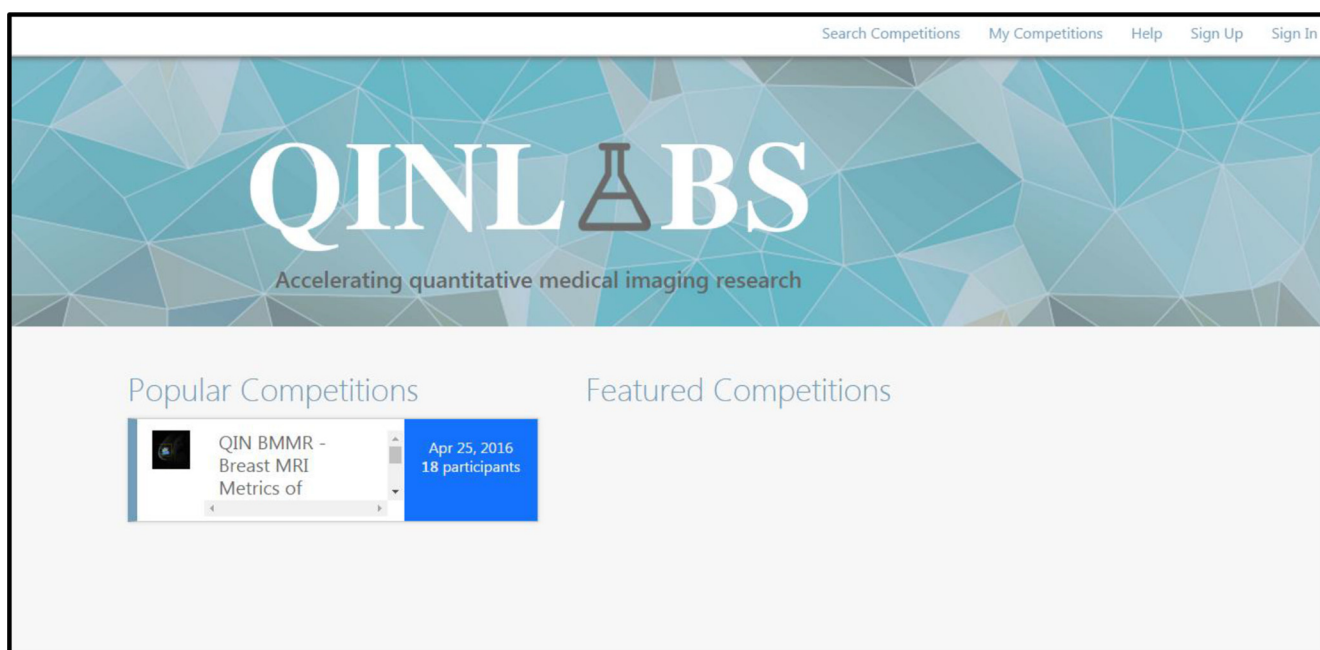 Search Competitions My Competitions Help Sign Up Sign In
QINLABS
Accelerating quantitative medical imaging research
Popular Competitions
Featured Competitions
QIN BMMR -
Breast MRI
Metrics of
Apr 25, 2016
18 participants